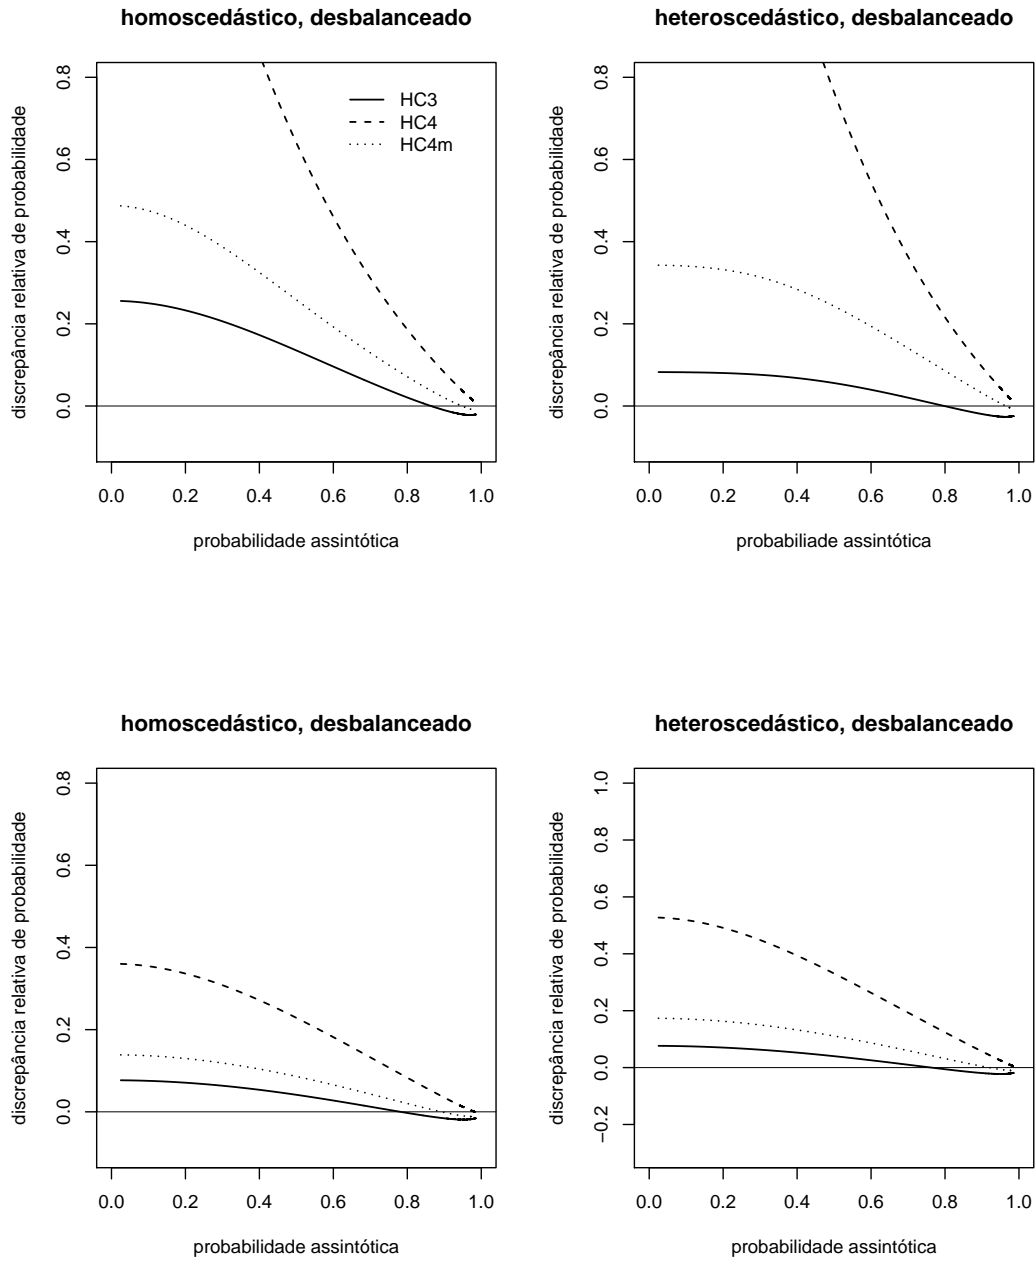 homoscedástico, desbalanceado
discrepância relativa de probabilidade
0.8
0.6
0.4
0.2
0.0
HC3
HC4
HC4m
0.0 0.2 0.4 0.6 0.8 1.0
probabilidade assintótica
heteroscedástico, desbalanceado
discrepância relativa de probabilidade
0.8
0.6
0.4
0.2
0.0
0.0 0.2 0.4 0.6 0.8 1.0
probabiliade assintótica
homoscedástico, desbalanceado
discrepância relativa de probabilidade
0.8
0.6
0.4
0.2
0.0
0.0 0.2 0.4 0.6 0.8 1.0
probabilidade assintótica
heteroscedástico, desbalanceado
discrepância relativa de probabilidade
1.0
0.8
0.6
0.4
0.2
0.0
−0.2
0.0 0.2 0.4 0.6 0.8 1.0
probabilidade assintótica